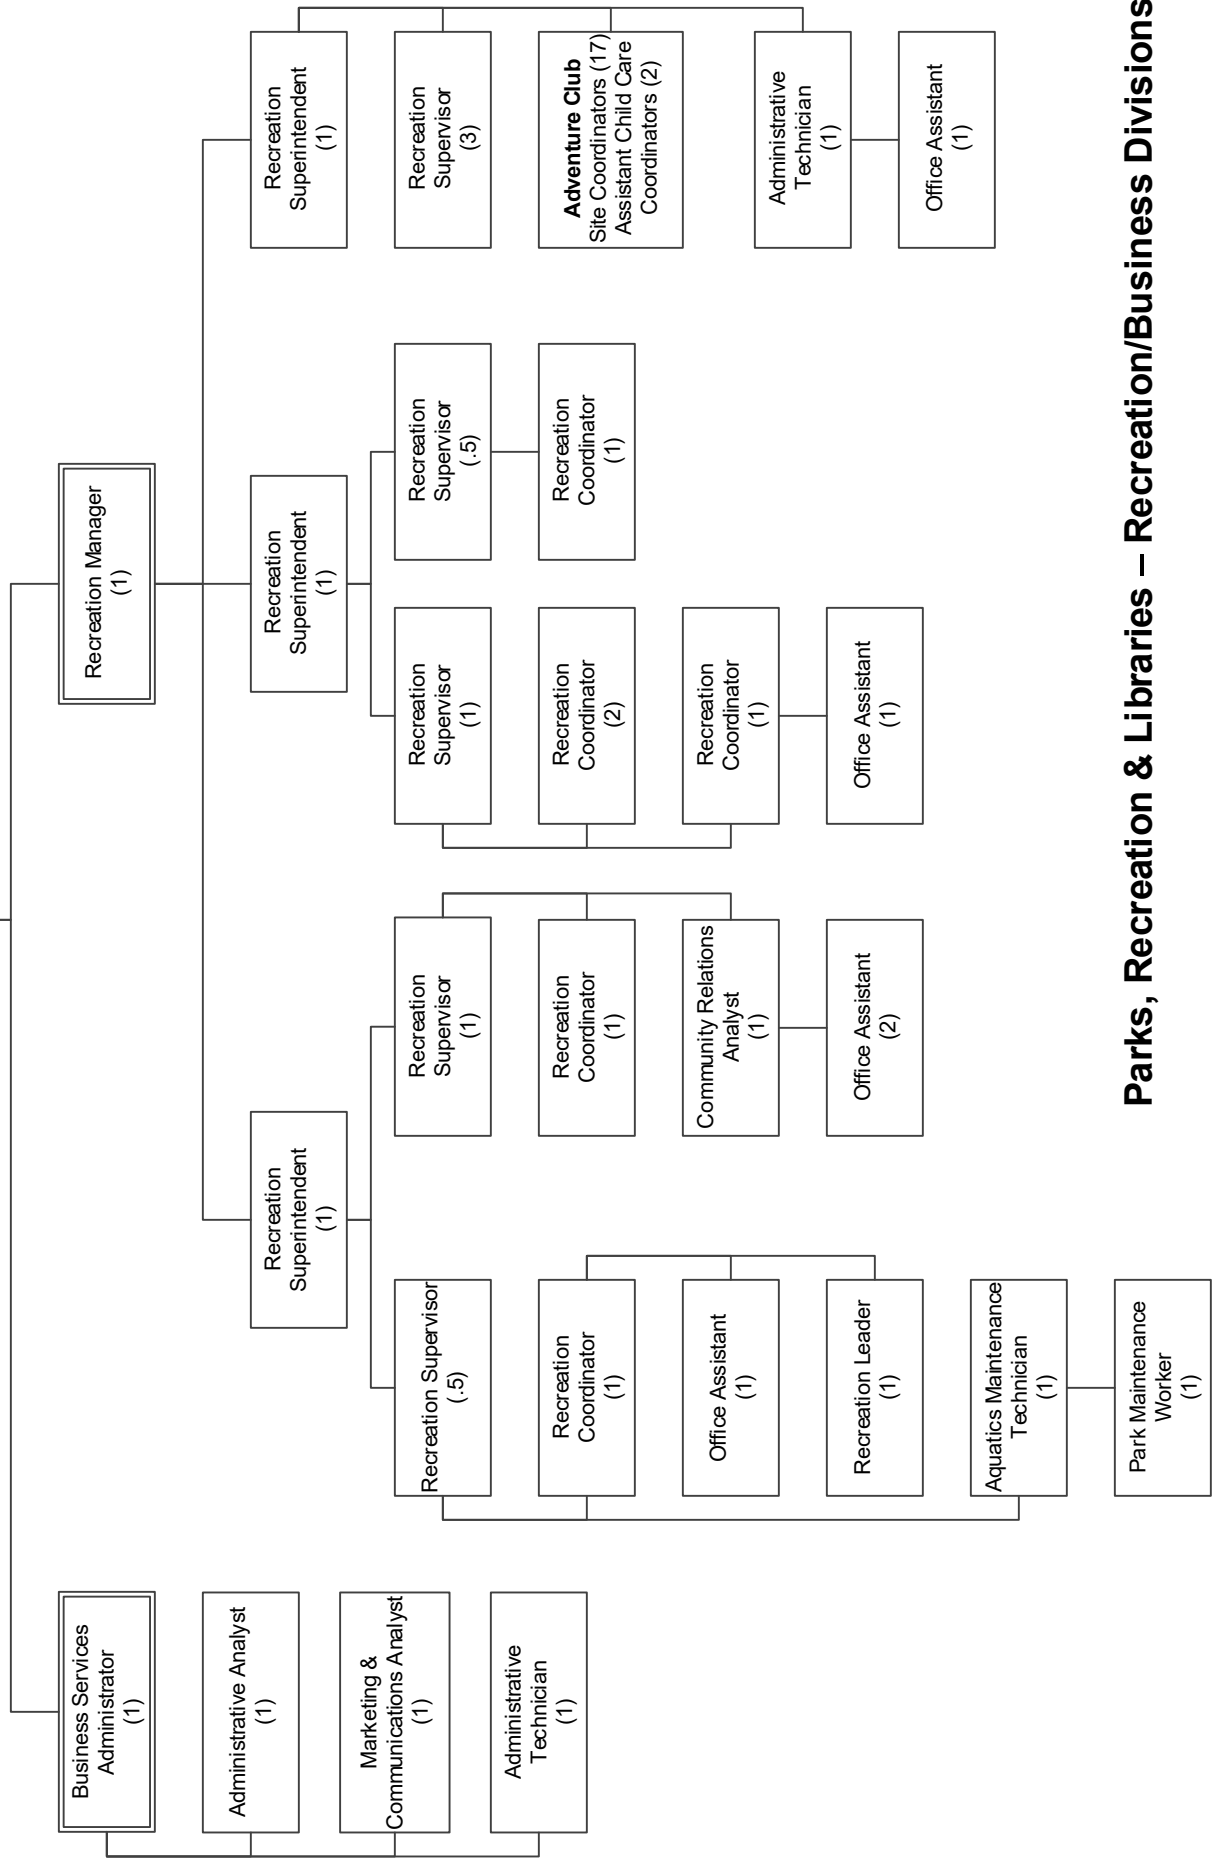 Business Services
Administrator
(1)
Administrative Analyst
(1)
Marketing &
Communications Analyst
(1)
Administrative
Technician
(1)
Recreation Manager
(1)
Recreation
Superintendent
(1)
Recreation Supervisor
(.5)
Recreation
Coordinator
(1)
Office Assistant
(1)
Recreation Leader
(1)
Aquatics Maintenance
Technician
(1)
Park Maintenance
Worker
(1)
Recreation
Supervisor
(1)
Recreation
Coordinator
(1)
Community Relations
Analyst
(1)
Office Assistant
(2)
Recreation
Superintendent
(1)
Recreation
Supervisor
(1)
Recreation
Coordinator
(2)
Recreation
Coordinator
(1)
Office Assistant
(1)
Recreation
Supervisor
(.5)
Recreation
Coordinator
(1)
Recreation
Superintendent
(1)
Recreation
Supervisor
(3)
Adventure Club
Site Coordinators (17)
Assistant Child Care
Coordinators (2)
Administrative
Technician
(1)
Office Assistant
(1)
Parks, Recreation & Libraries – Recreation/Business Divisions